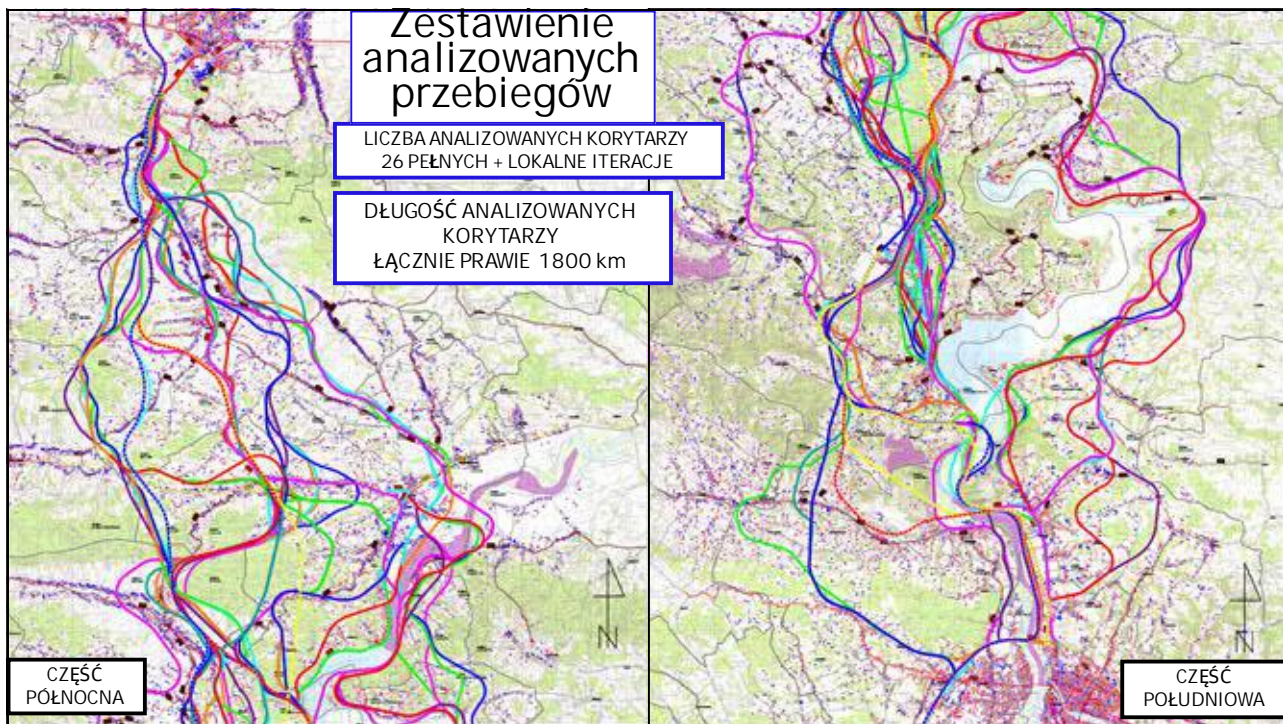 Zestawienie
analizowanych
przebiegów
LICZBA ANALIZOWANYCH KORYTARZY
26 PEŁNYCH + LOKALNE ITERACJE
DŁUGOŚĆ ANALIZOWANYCH
KORYTARZY
ŁĄCZNIE PRAWIE 1800 km
N
CZĘŚĆ
PÓŁNOCNA
N
CZĘŚĆ
POŁUDNIOWA